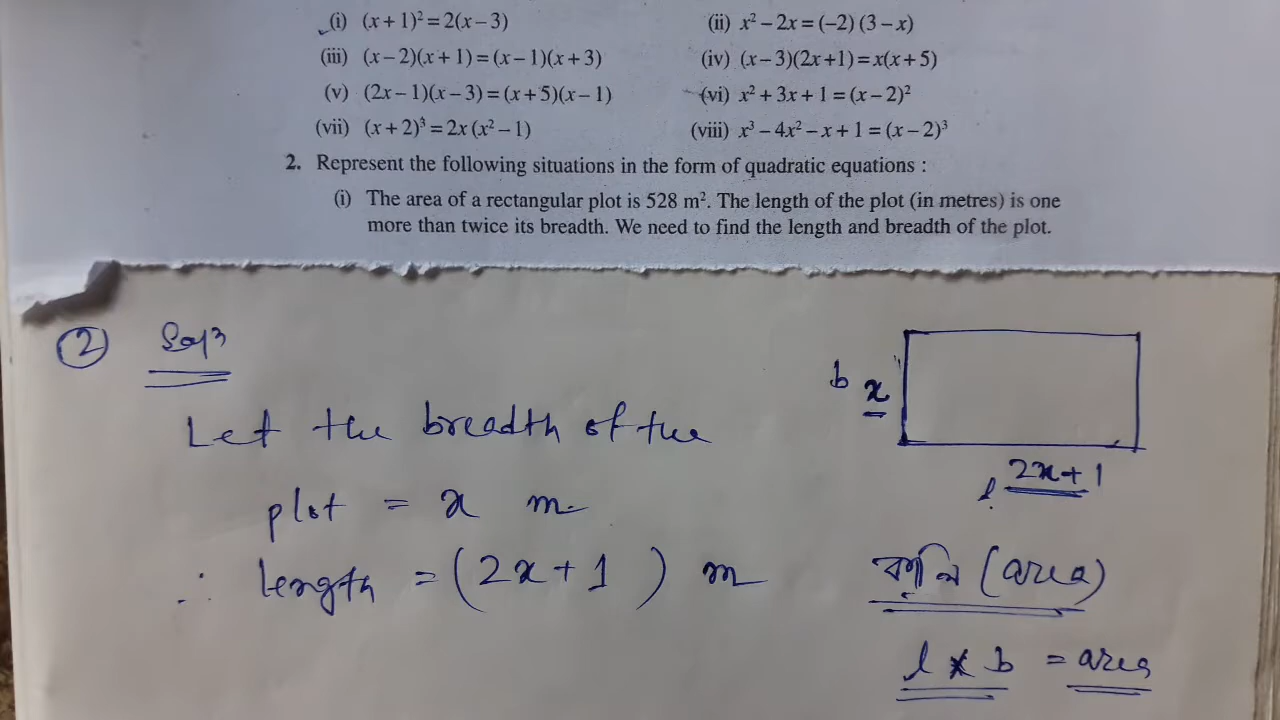 (i) (x + 1)² = 2(x – 3)
(ii) x² – 2x = (–2) (3 – x)
(iii) (x – 2)(x + 1) = (x – 1)(x + 3)
(iv) (x – 3)(2x +1) = x(x + 5)
(v) (2x – 1)(x – 3) = (x + 5)(x – 1)
(vi) x² + 3x + 1 = (x – 2)²
(vii) (x + 2)³ = 2x (x² – 1)
(viii) x³ – 4x² – x + 1 = (x – 2)³
2. Represent the following situations in the form of quadratic equations :
(i) The area of a rectangular plot is 528 m². The length of the plot (in metres) is one
more than twice its breadth. We need to find the length and breadth of the plot.
2 Solⁿ
Let the breadth of the
plot = x m
∴ length = (2x + 1) m
b x
l 2x + 1
কালি (area)
l × b = area